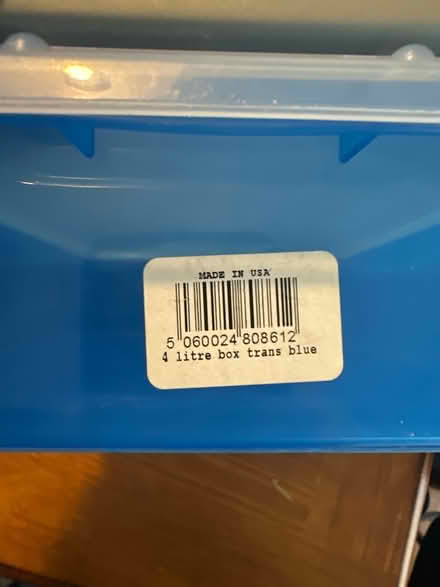 MADE IN USA
5 060024 808612
4 litre box trans blue